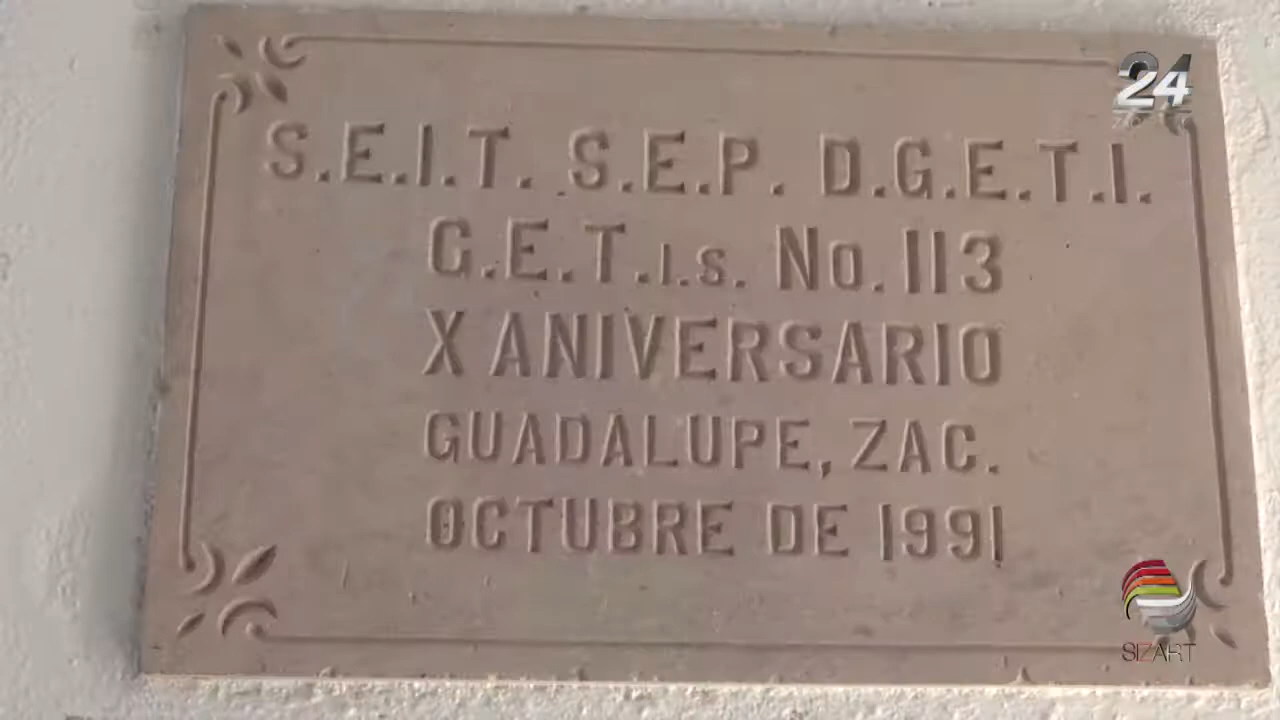 24
S.E.I.T. S.E.P. D.G.E.T.I.
C.E.T.I.S. No. 113
X ANIVERSARIO
GUADALUPE, ZAC.
OCTUBRE DE 1991
SIZART